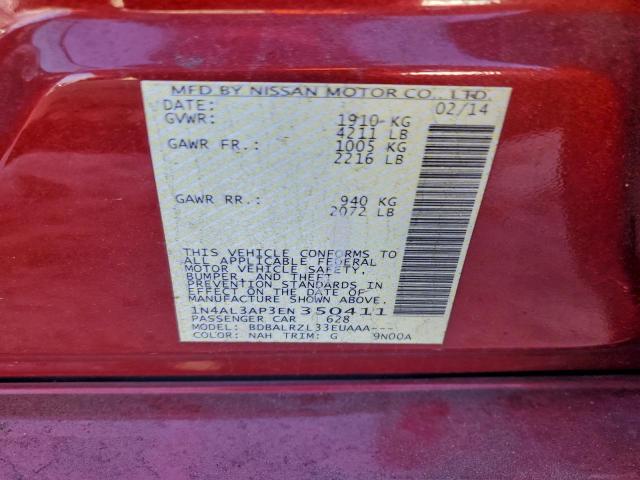 MFD BY NISSAN MOTOR CO., LTD.
DATE: 02/14
GVWR: 1910 KG
4211 LB
GAWR FR.: 1005 KG
2216 LB
GAWR RR.: 940 KG
2072 LB
THIS VEHICLE CONFORMS TO
ALL APPLICABLE FEDERAL
MOTOR VEHICLE SAFETY,
BUMPER, AND THEFT
PREVENTION STANDARDS IN
EFFECT ON THE DATE OF
MANUFACTURE SHOWN ABOVE.
1N4AL3AP3EN350411
PASSENGER CAR 628
MODEL: BDBALRZL33EUAAA---
COLOR: NAH TRIM: G 9N00A